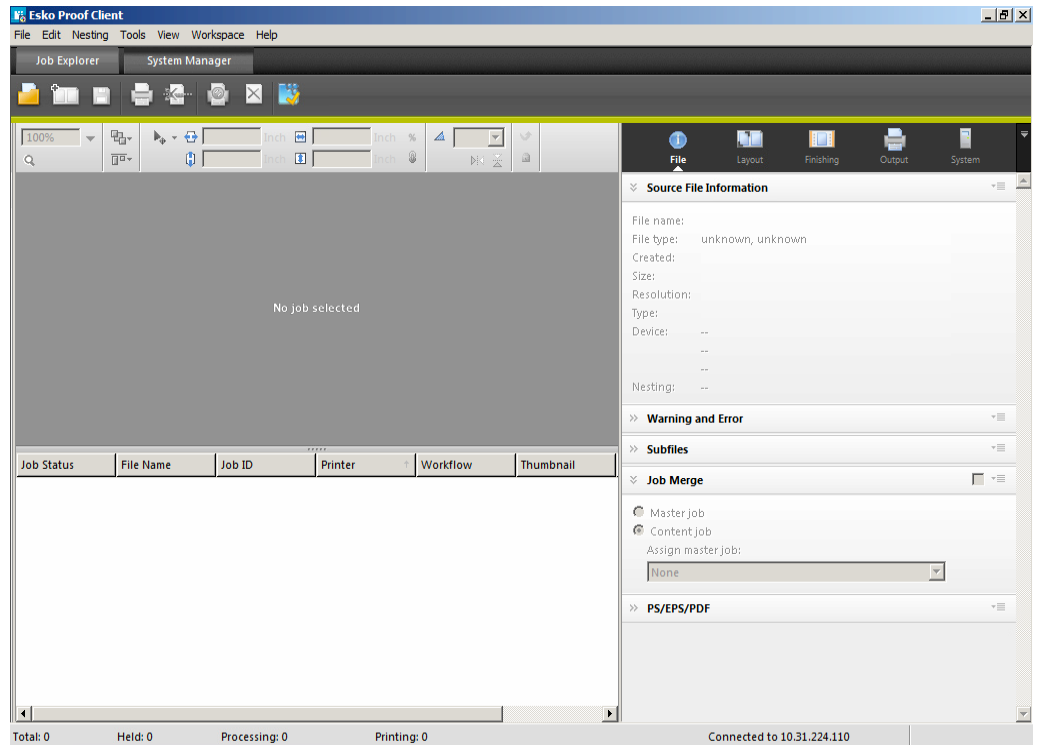 Esko Proof Client
File Edit Nesting Tools View Workspace Help
Job Explorer System Manager
100% Inch Inch %
Inch Inch
File Layout Finishing Output System
Source File Information
File name:
File type: unknown, unknown
Created:
Size:
Resolution:
Type:
Device: --
--
--
Nesting: --
No job selected
Warning and Error
Subfiles
Job Merge
Master job
Content job
Assign master job:
None
PS/EPS/PDF
Job Status File Name Job ID Printer Workflow Thumbnail
Total: 0 Held: 0 Processing: 0 Printing: 0 Connected to 10.31.224.110